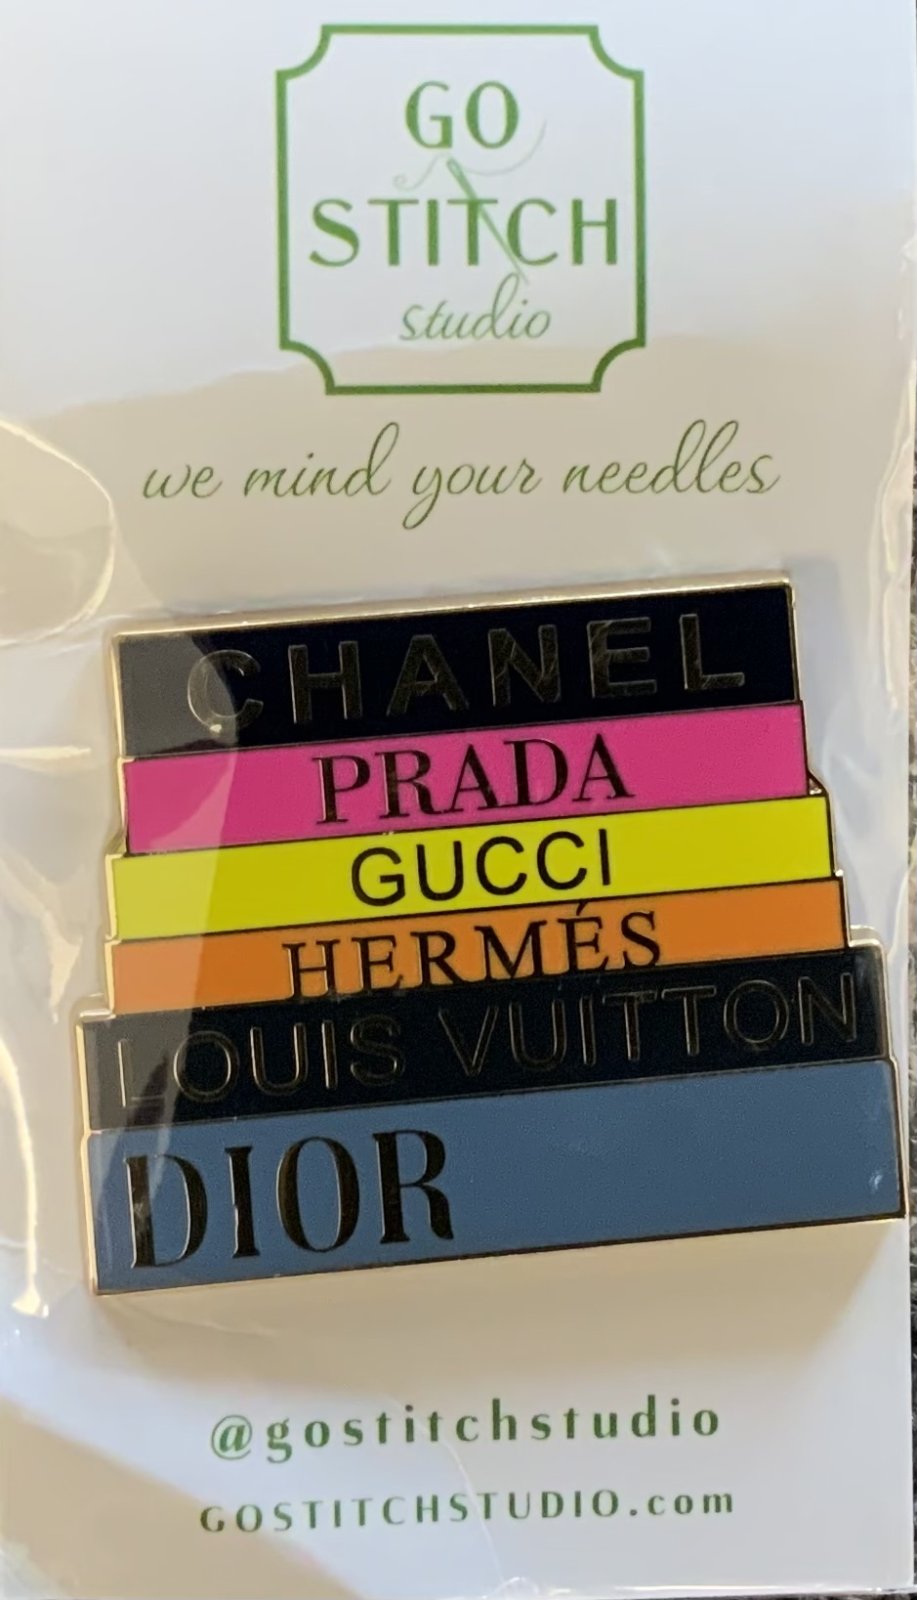 GO
STITCH
studio
we mind your needles
CHANEL
PRADA
GUCCI
HERMÉS
LOUIS VUITTON
DIOR
@gostitchstudio
GOSTITCHSTUDIO.com